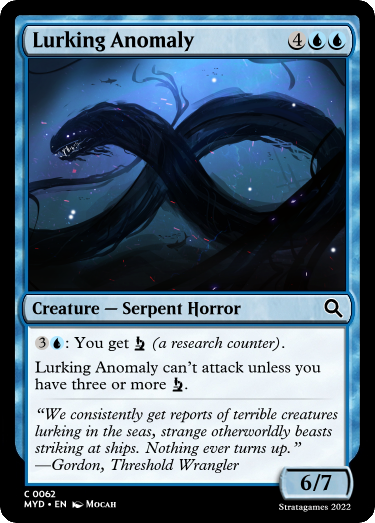 Lurking Anomaly 4
Creature — Serpent Horror
3: You get (a research counter).
Lurking Anomaly can't attack unless you
have three or more .
“We consistently get reports of terrible creatures
lurking in the seas, strange otherworldly beasts
striking at ships. Nothing ever turns up.”
—Gordon, Threshold Wrangler
6/7
C 0062
MYD • EN Mocah
Stratagames 2022